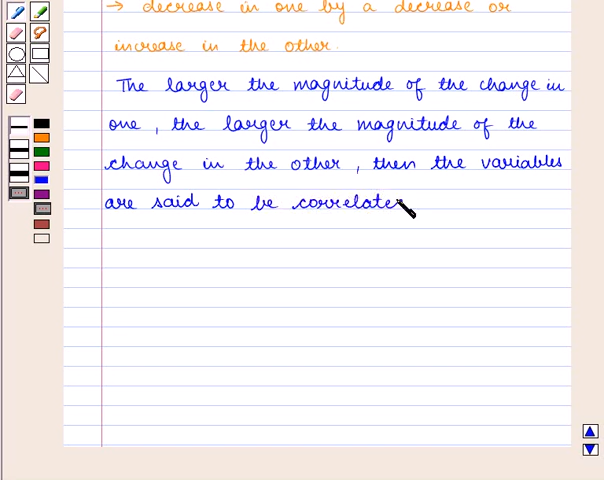 → decrease in one by a decrease or
increase in the other.
The larger the magnitude of the change in
one, the larger the magnitude of the
change in the other, then the variables
are said to be correlate